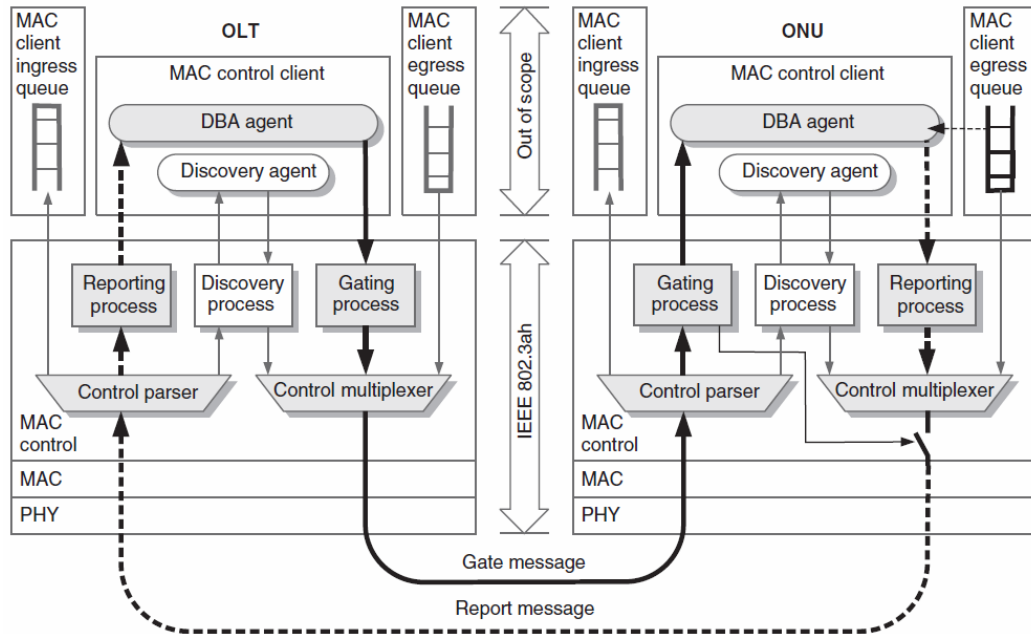 MAC
client
ingress
queue
OLT
MAC
client
egress
queue
MAC control client
DBA agent
Discovery agent
Reporting
process
Discovery
process
Gating
process
Control parser
Control multiplexer
MAC
control
MAC
PHY
Out of scope
IEEE 802.3ah
MAC
client
ingress
queue
ONU
MAC
client
egress
queue
MAC control client
DBA agent
Discovery agent
Gating
process
Discovery
process
Reporting
process
Control parser
Control multiplexer
MAC
control
MAC
PHY
Gate message
Report message